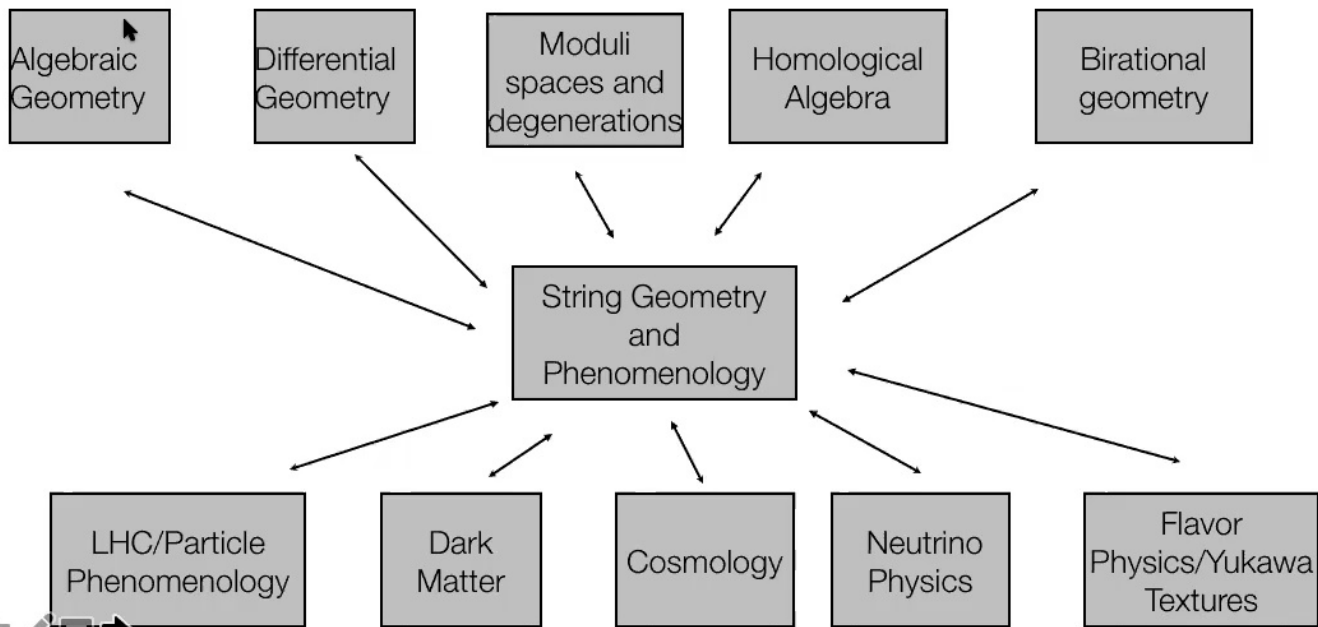 Algebraic
Geometry
Differential
Geometry
Moduli
spaces and
degenerations
Homological
Algebra
Birational
geometry
String Geometry
and
Phenomenology
LHC/Particle
Phenomenology
Dark
Matter
Cosmology
Neutrino
Physics
Flavor
Physics/Yukawa
Textures